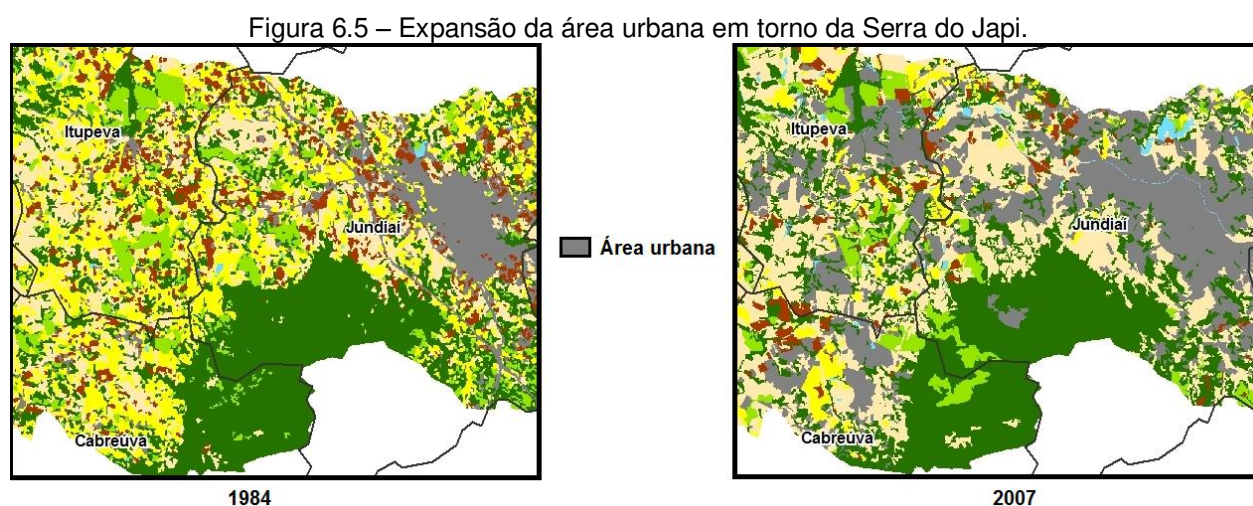 Figura 6.5 – Expansão da área urbana em torno da Serra do Japi.
Itupeva
Jundiaí
Cabreúva
1984
Área urbana
Itupeva
Jundiaí
Cabreúva
2007